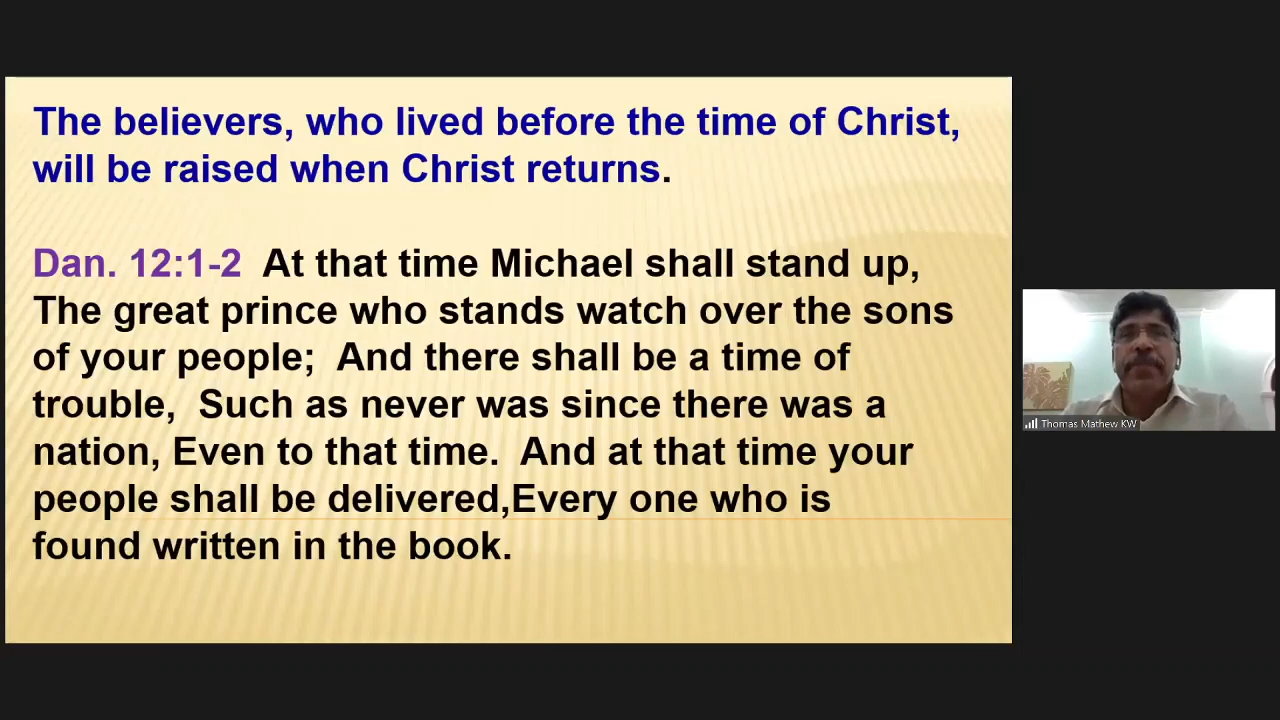 The believers, who lived before the time of Christ,
will be raised when Christ returns.
Dan. 12:1-2  At that time Michael shall stand up,
The great prince who stands watch over the sons
of your people;  And there shall be a time of
trouble,  Such as never was since there was a
nation, Even to that time.  And at that time your
people shall be delivered,Every one who is
found written in the book.
Thomas Mathew KW